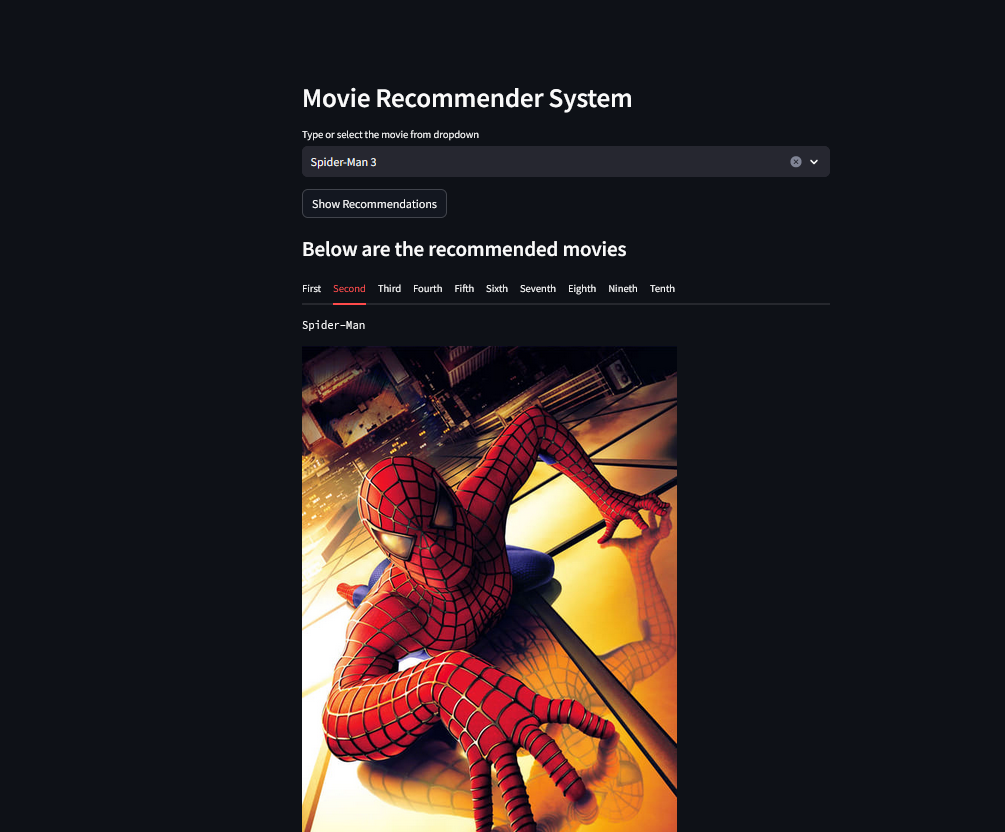 Movie Recommender System
Type or select the movie from dropdown
Spider-Man 3
Show Recommendations
Below are the recommended movies
First Second Third Fourth Fifth Sixth Seventh Eighth Nineth Tenth
Spider-Man